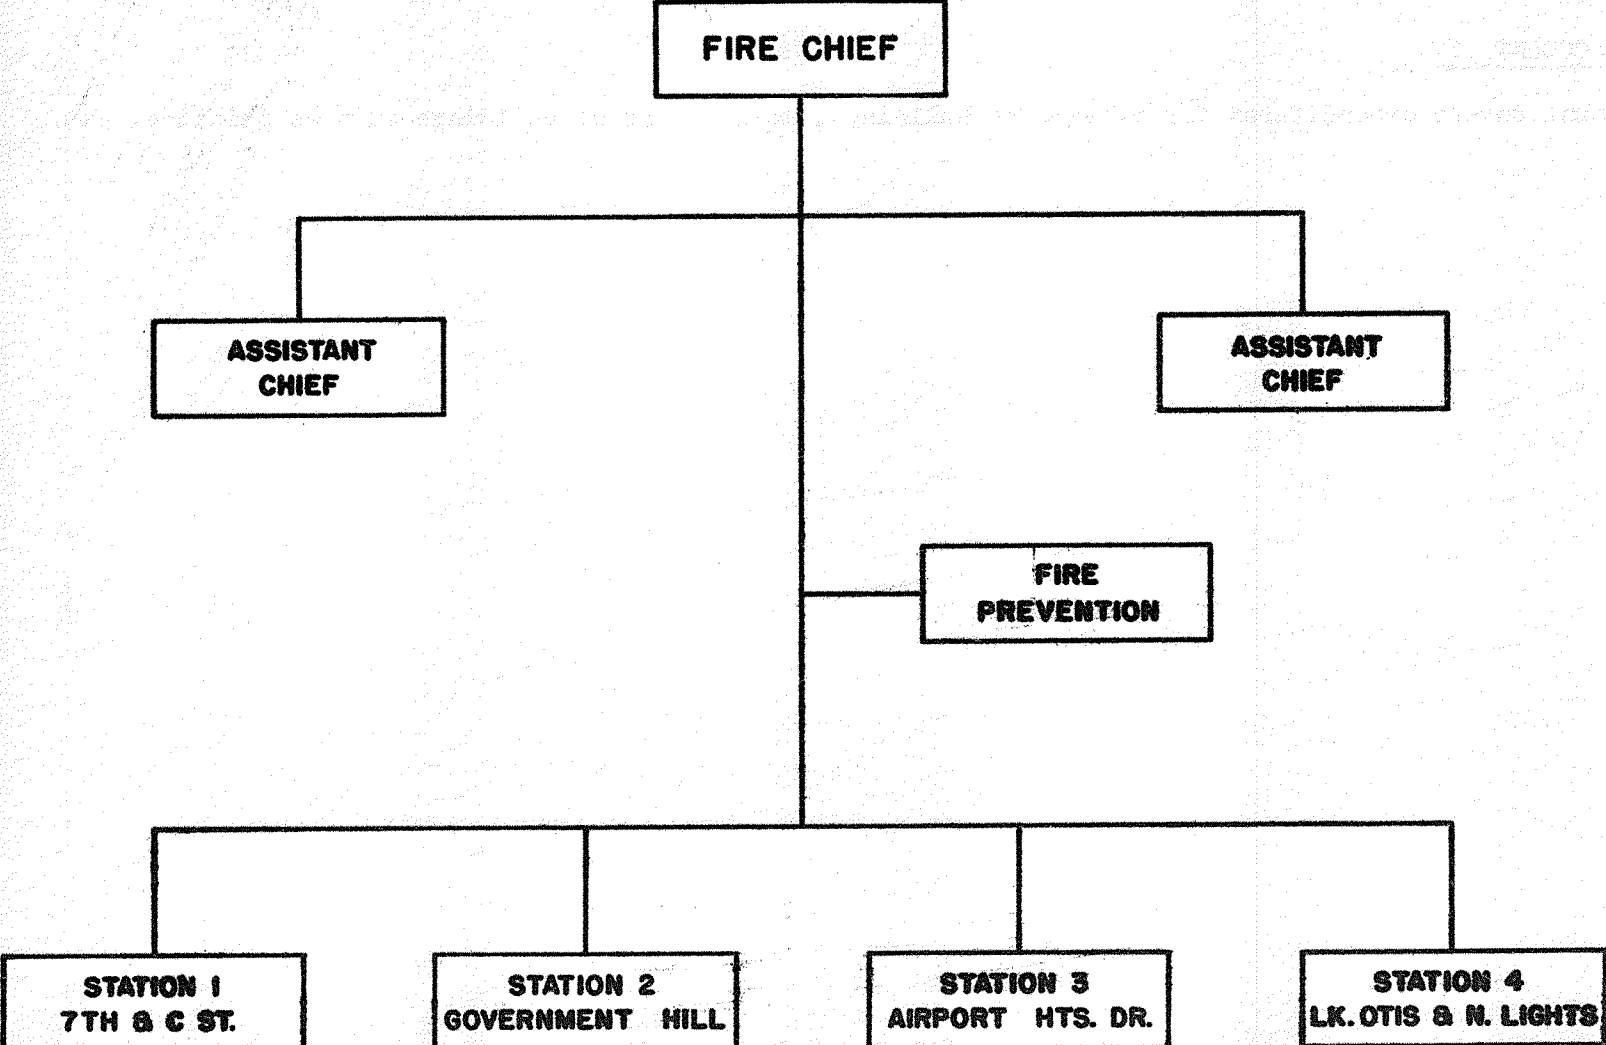 FIRE CHIEF
ASSISTANT
CHIEF
ASSISTANT
CHIEF
FIRE
PREVENTION
STATION 1
7TH & C ST.
STATION 2
GOVERNMENT HILL
STATION 3
AIRPORT HTS. DR.
STATION 4
LK. OTIS & N. LIGHTS